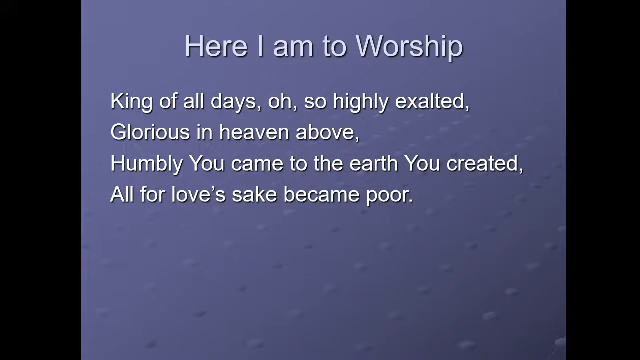 Here I am to Worship
King of all days, oh, so highly exalted,
Glorious in heaven above,
Humbly You came to the earth You created,
All for love’s sake became poor.